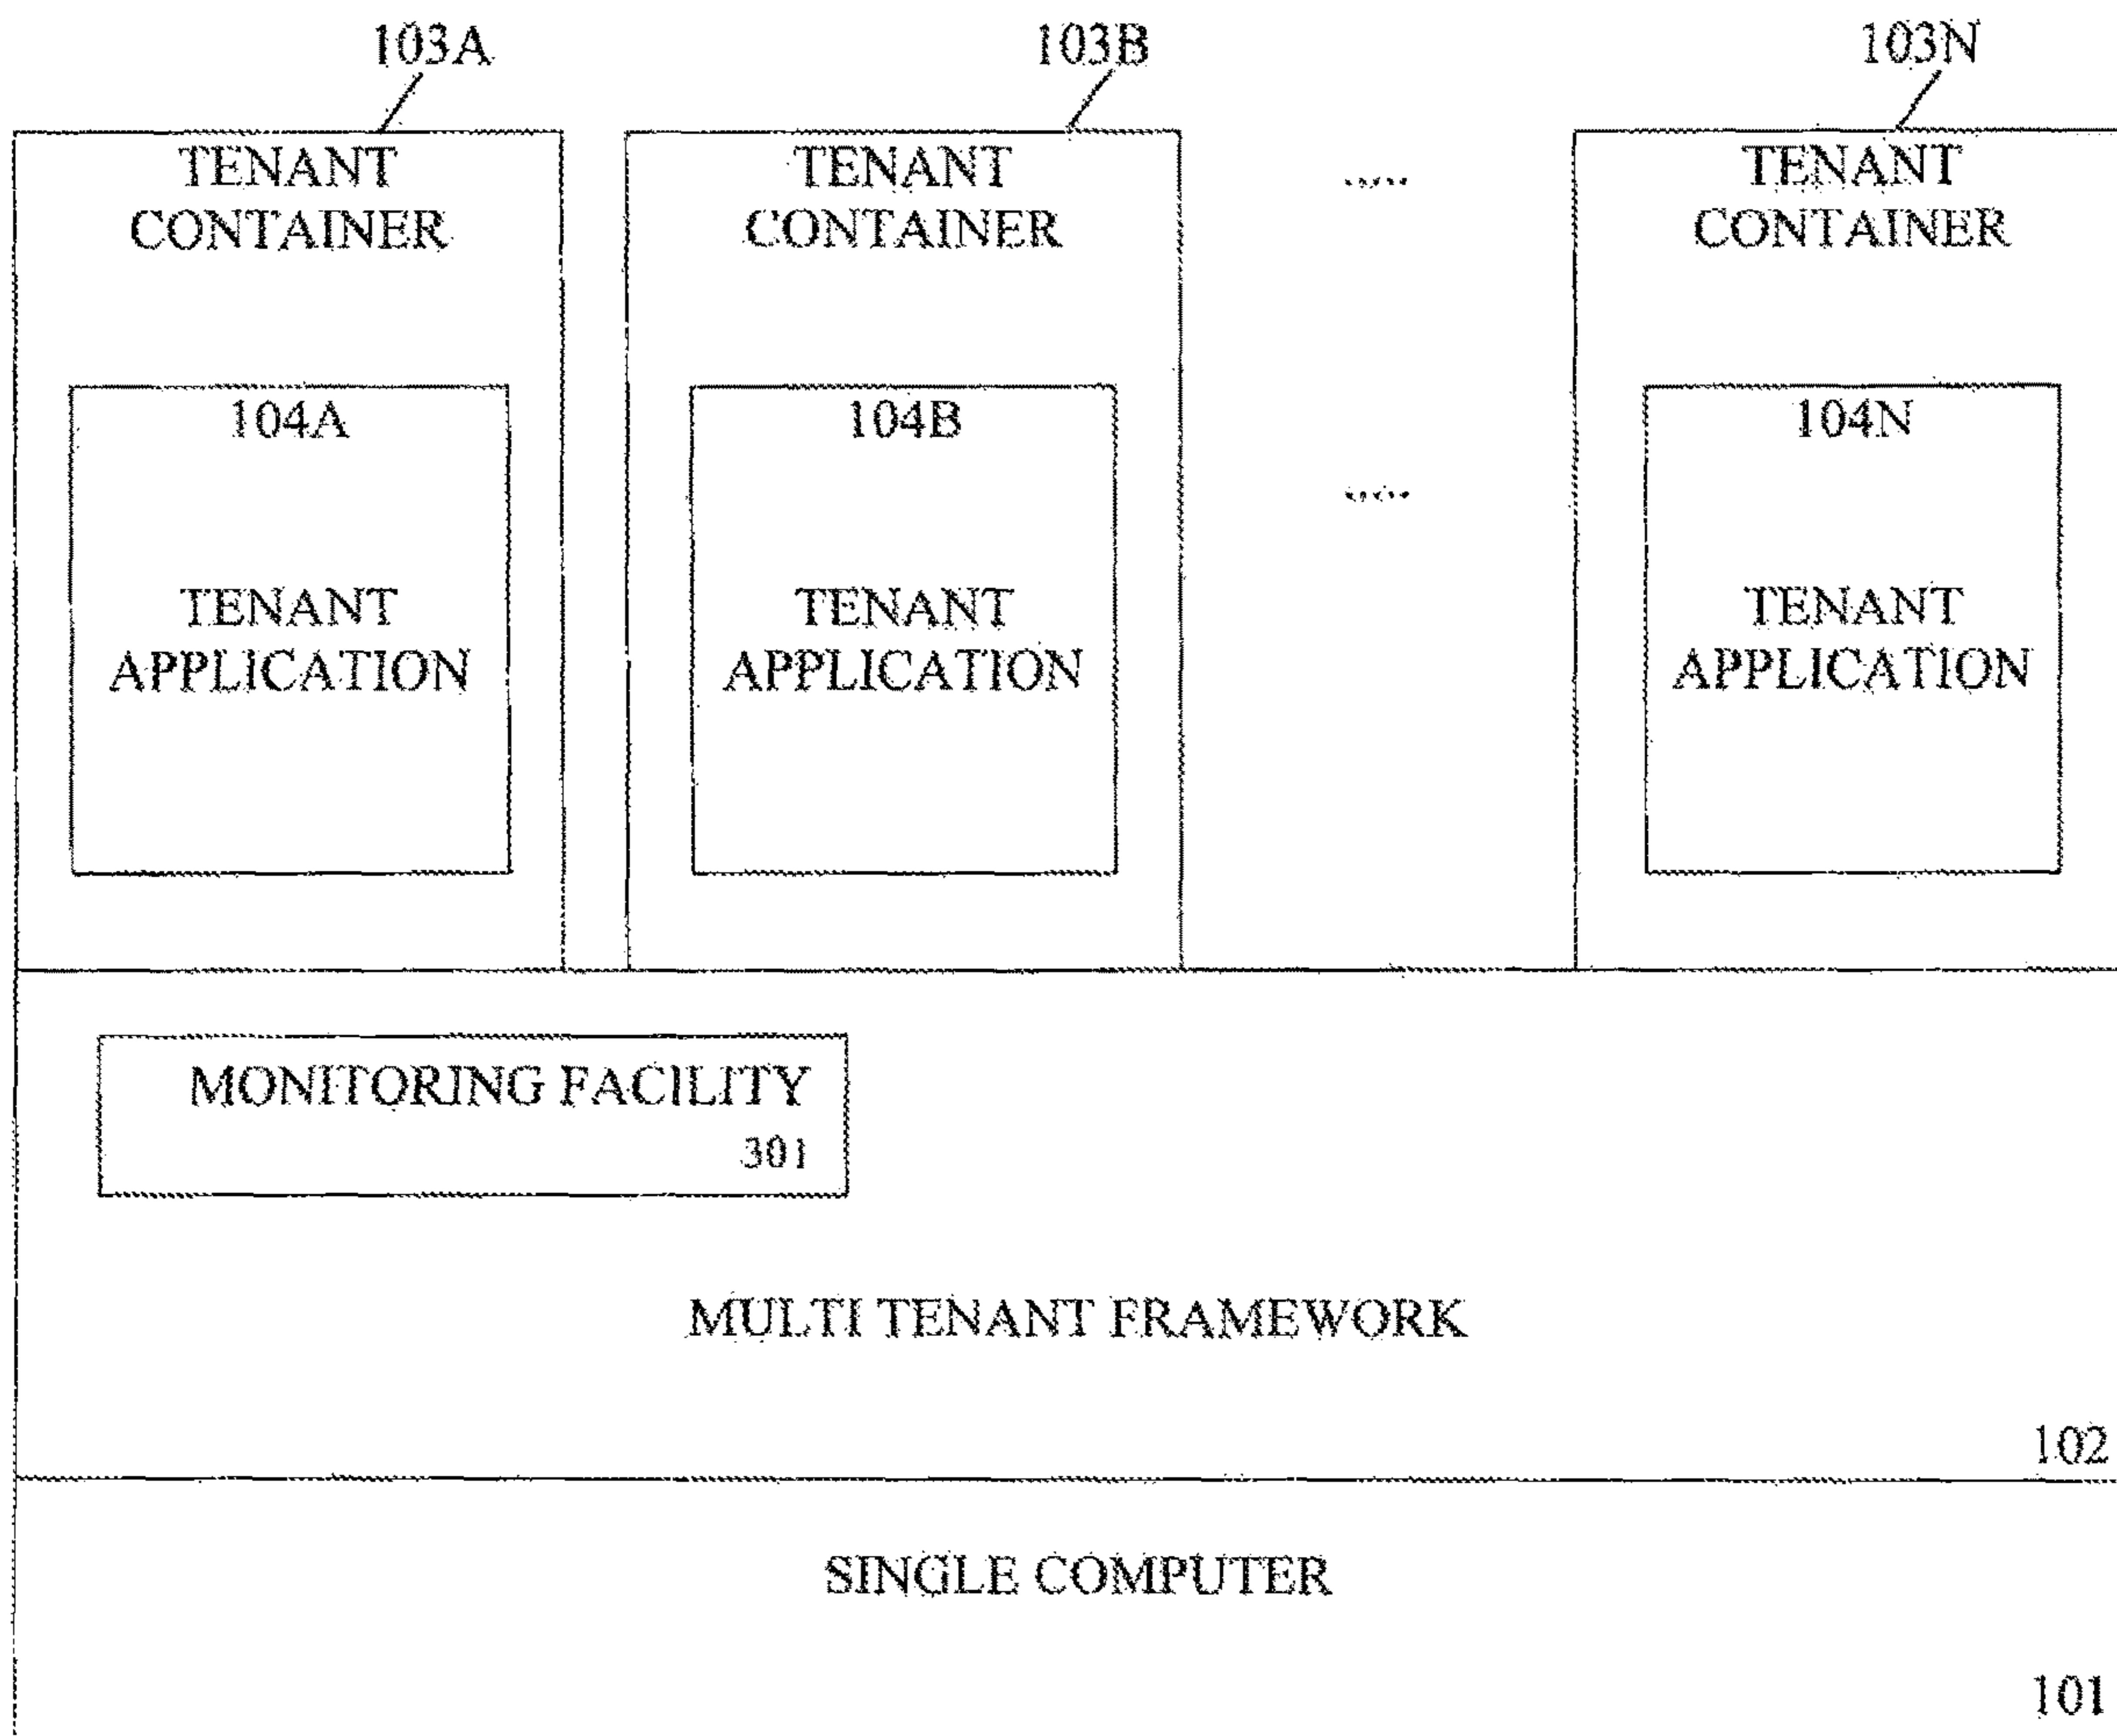 103A 103B 103N
TENANT TENANT ..... TENANT
CONTAINER CONTAINER CONTAINER
104A 104B 104N
.....
TENANT TENANT TENANT
APPLICATION APPLICATION APPLICATION
MONITORING FACILITY
301
MULTI TENANT FRAMEWORK
102
SINGLE COMPUTER
101